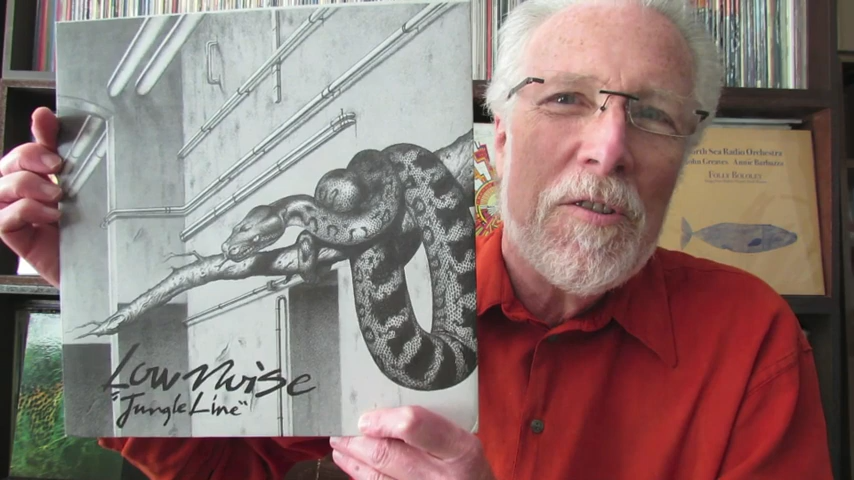 Low Noise
"Jungle Line"
North Sea Radio Orchestra
John Greaves Annie Barbazza
Folly Bololey